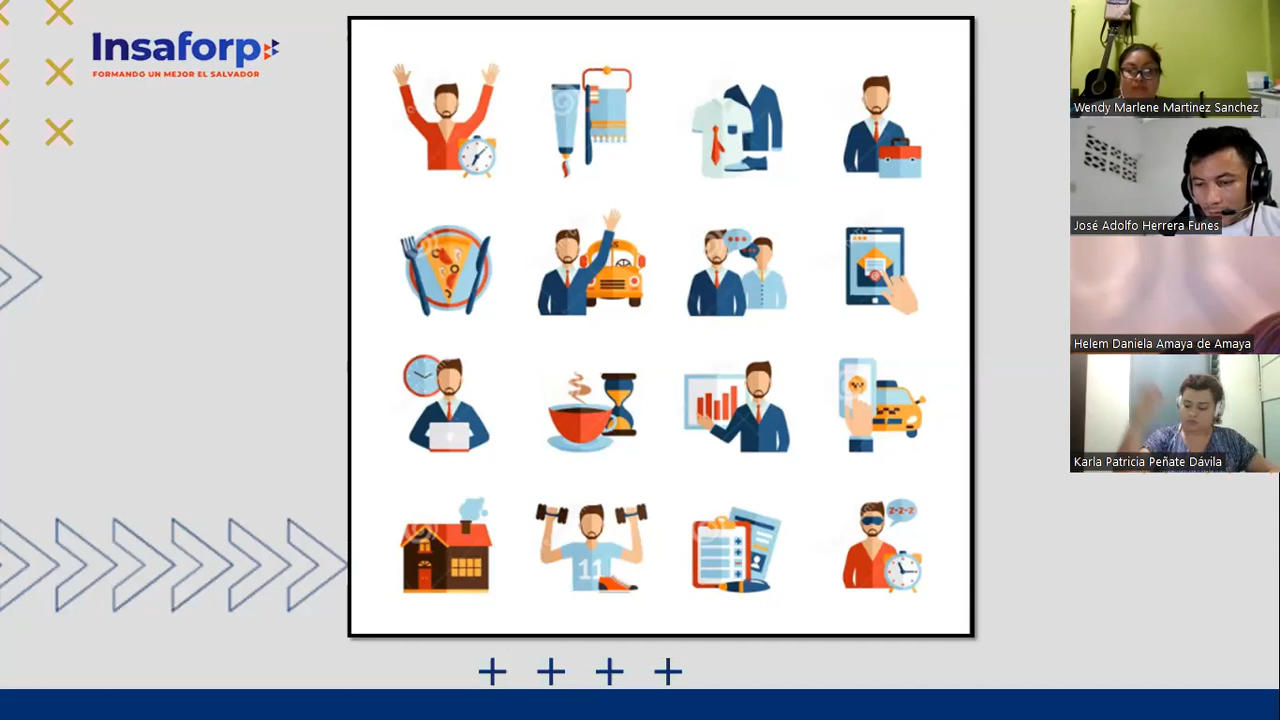 Insaforp
FORMANDO UN MEJOR EL SALVADOR
11
Z-Z-Z
Wendy Marlene Martinez Sanchez
José Adolfo Herrera Funes
Helem Daniela Amaya de Amaya
Karla Patricia Peñate Dávila